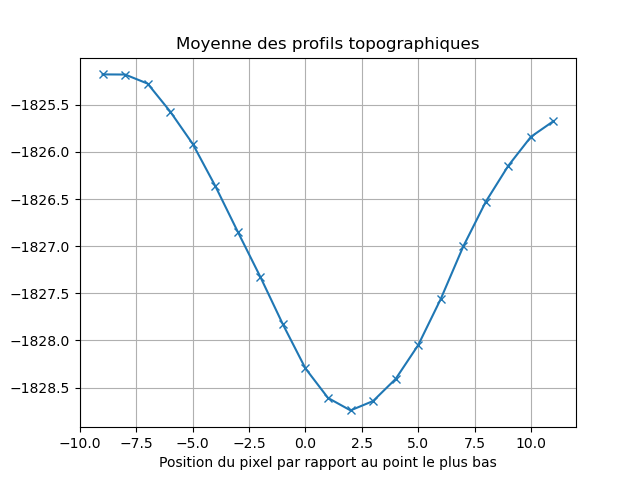 Moyenne des profils topographiques
−1825.5
−1826.0
−1826.5
−1827.0
−1827.5
−1828.0
−1828.5
−10.0 −7.5 −5.0 −2.5 0.0 2.5 5.0 7.5 10.0
Position du pixel par rapport au point le plus bas